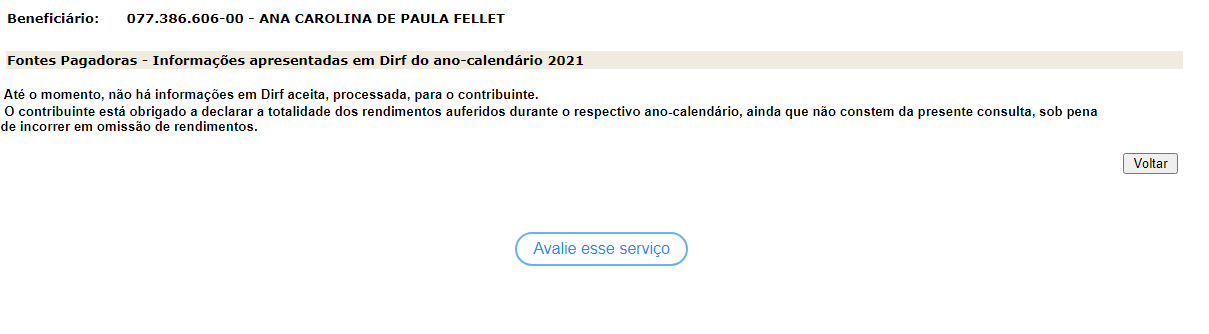 Beneficiário: 077.386.606-00 - ANA CAROLINA DE PAULA FELLET
Fontes Pagadoras - Informações apresentadas em Dirf do ano-calendário 2021
Até o momento, não há informações em Dirf aceita, processada, para o contribuinte.
O contribuinte está obrigado a declarar a totalidade dos rendimentos auferidos durante o respectivo ano-calendário, ainda que não constem da presente consulta, sob pena
de incorrer em omissão de rendimentos.
Voltar
Avalie esse serviço